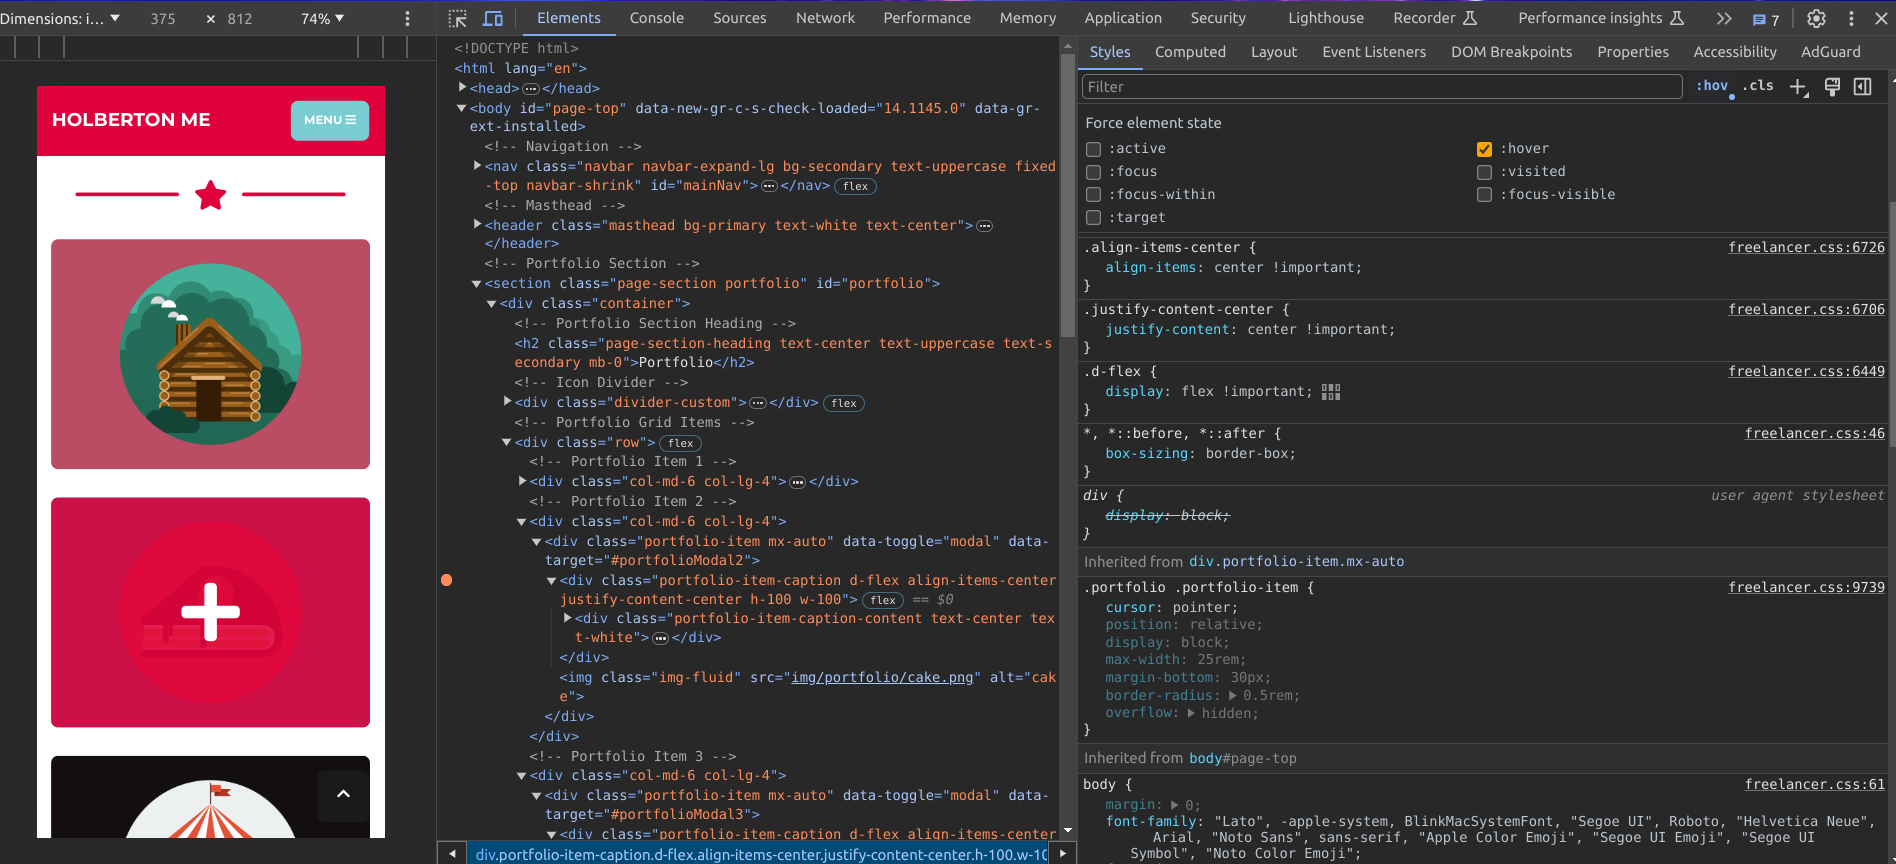 Dimensions: i... ▼ 375 × 812 74% ▼
Elements Console Sources Network Performance Memory Application Security Lighthouse Recorder Performance insights 7
HOLBERTON ME
MENU
<!DOCTYPE html>
<html lang="en">
<head>…</head>
<body id="page-top" data-new-gr-c-s-check-loaded="14.1145.0" data-gr-
ext-installed>
<!-- Navigation -->
<nav class="navbar navbar-expand-lg bg-secondary text-uppercase fixed
-top navbar-shrink" id="mainNav">…</nav> flex
<!-- Masthead -->
<header class="masthead bg-primary text-white text-center">…
</header>
<!-- Portfolio Section -->
<section class="page-section portfolio" id="portfolio">
<div class="container">
<!-- Portfolio Section Heading -->
<h2 class="page-section-heading text-center text-uppercase text-s
econdary mb-0">Portfolio</h2>
<!-- Icon Divider -->
<div class="divider-custom">…</div> flex
<!-- Portfolio Grid Items -->
<div class="row"> flex
<!-- Portfolio Item 1 -->
<div class="col-md-6 col-lg-4">…</div>
<!-- Portfolio Item 2 -->
<div class="col-md-6 col-lg-4">
<div class="portfolio-item mx-auto" data-toggle="modal" data-
target="#portfolioModal2">
<div class="portfolio-item-caption d-flex align-items-center
justify-content-center h-100 w-100"> flex == $0
<div class="portfolio-item-caption-content text-center tex
t-white">…</div>
</div>
<img class="img-fluid" src="img/portfolio/cake.png" alt="cak
e">
</div>
</div>
<!-- Portfolio Item 3 -->
<div class="col-md-6 col-lg-4">
<div class="portfolio-item mx-auto" data-toggle="modal" data-
target="#portfolioModal3">
<div class="portfolio-item-caption d-flex align-items-center
div.portfolio-item-caption.d-flex.align-items-center.justify-content-center.h-100.w-10
Styles Computed Layout Event Listeners DOM Breakpoints Properties Accessibility AdGuard
Filter :hov .cls
Force element state
:active :hover
:focus :visited
:focus-within :focus-visible
:target
.align-items-center { freelancer.css:6726
align-items: center !important;
}
.justify-content-center { freelancer.css:6706
justify-content: center !important;
}
.d-flex { freelancer.css:6449
display: flex !important;
}
*, *::before, *::after { freelancer.css:46
box-sizing: border-box;
}
div { user agent stylesheet
display: block;
}
Inherited from div.portfolio-item.mx-auto
.portfolio .portfolio-item { freelancer.css:9739
cursor: pointer;
position: relative;
display: block;
max-width: 25rem;
margin-bottom: 30px;
border-radius: 0.5rem;
overflow: hidden;
}
Inherited from body#page-top
body { freelancer.css:61
margin: 0;
font-family: "Lato", -apple-system, BlinkMacSystemFont, "Segoe UI", Roboto, "Helvetica Neue",
Arial, "Noto Sans", sans-serif, "Apple Color Emoji", "Segoe UI Emoji", "Segoe UI
Symbol", "Noto Color Emoji";